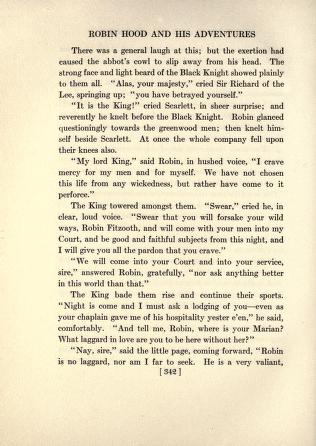 ROBIN HOOD AND HIS ADVENTURES
There was a general laugh at this; but the exertion had
caused the abbot's cowl to slip away from his head. The
strong face and light beard of the Black Knight showed plainly
to them all. "Alas, your majesty," cried Sir Richard of the
Lee, springing up; "you have betrayed yourself."
"It is the King!" cried Scarlett, in sheer surprise; and
reverently he knelt before the Black Knight. Robin glanced
questioningly towards the greenwood men; then knelt him-
self beside Scarlett. At once the whole company fell upon
their knees also.
"My lord King," said Robin, in hushed voice, "I crave
mercy for my men and for myself. We have not chosen
this life from any wickedness, but rather have come to it
perforce."
The King towered amongst them. "Swear," cried he, in
clear, loud voice. "Swear that you will forsake your wild
ways, Robin Fitzooth, and will come with your men into my
Court, and be good and faithful subjects from this night, and
I will give you all the pardon that you crave."
"We will come into your Court and into your service,
sire," answered Robin, gratefully, "nor ask anything better
in this world than that."
The King bade them rise and continue their sports.
"Night is come and I must ask a lodging of you—even as
your chaplain gave me of his hospitality yester e'en," he said,
comfortably. "And tell me, Robin, where is your Marian?
What laggard in love are you to be here without her?"
"Nay, sire," said the little page, coming forward, "Robin
is no laggard, nor am I far to seek. He is a very valiant,
[ 342 ]